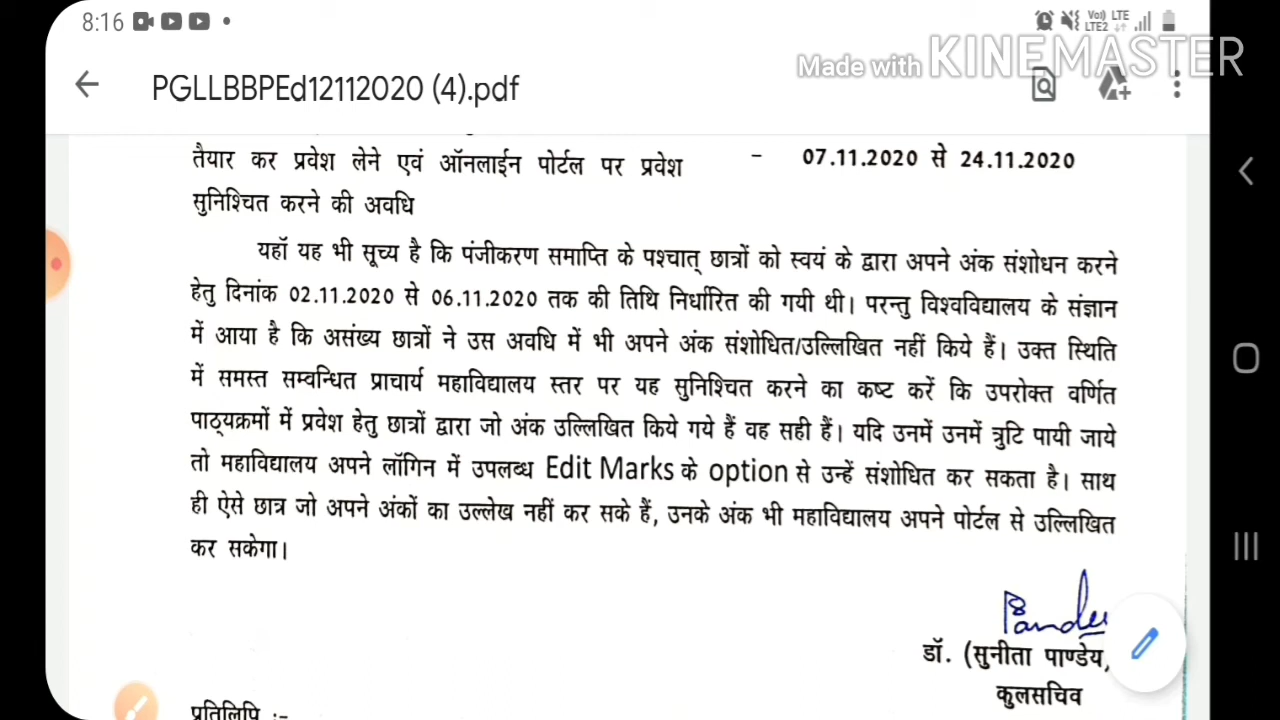 8:16
Vo) LTE
LTE2
Made with KINEMASTER
PGLLBBPEd12112020 (4).pdf
तैयार कर प्रवेश लेने एवं ऑनलाईन पोर्टल पर प्रवेश - 07.11.2020 से 24.11.2020
सुनिश्चित करने की अवधि
यहॉ यह भी सूच्य है कि पंजीकरण समाप्ति के पश्चात् छात्रों को स्वयं के द्वारा अपने अंक संशोधन करने
हेतु दिनांक 02.11.2020 से 06.11.2020 तक की तिथि निर्धारित की गयी थी। परन्तु विश्वविद्यालय के संज्ञान
में आया है कि असंख्य छात्रों ने उस अवधि में भी अपने अंक संशोधित/उल्लिखित नहीं किये हैं। उक्त स्थिति
में समस्त सम्वन्धित प्राचार्य महाविद्यालय स्तर पर यह सुनिश्चित करने का कष्ट करें कि उपरोक्त वर्णित
पाठ्यक्रमों में प्रवेश हेतु छात्रों द्वारा जो अंक उल्लिखित किये गये हैं वह सही हैं। यदि उनमें उनमें त्रुटि पायी जाये
तो महाविद्यालय अपने लॉगिन में उपलब्ध Edit Marks के option से उन्हें संशोधित कर सकता है। साथ
ही ऐसे छात्र जो अपने अंकों का उल्लेख नहीं कर सके हैं, उनके अंक भी महाविद्यालय अपने पोर्टल से उल्लिखित
कर सकेगा।
डॉ. (सुनीता पाण्डेय,
कुलसचिव
प्रतिलिपि :-